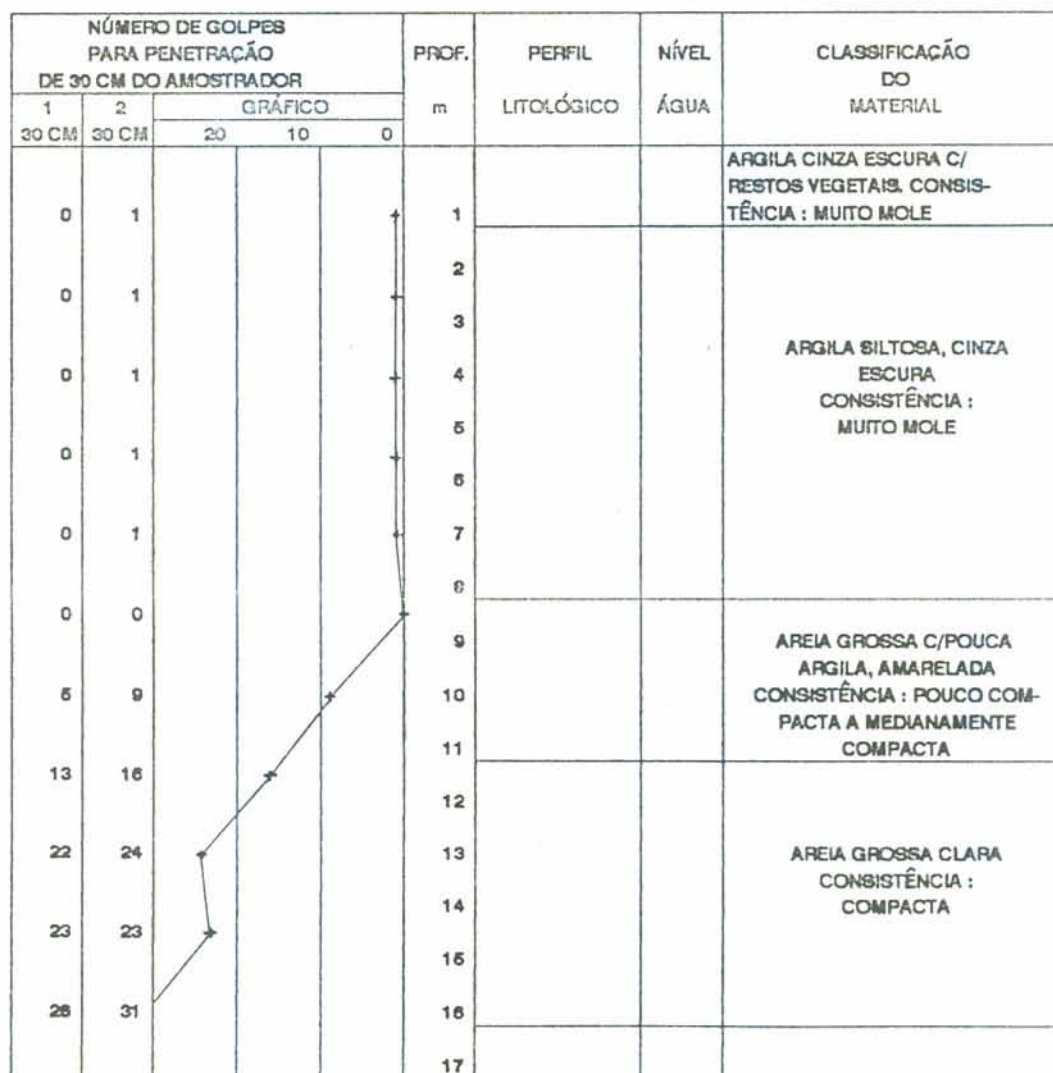 NÚMERO DE GOLPES
PARA PENETRAÇÃO
DE 30 CM DO AMOSTRADOR
1 2 GRÁFICO
30 CM 30 CM 20 10 0
PROF.
m
PERFIL
LITOLÓGICO
NÍVEL
ÁGUA
CLASSIFICAÇÃO
DO
MATERIAL
ARGILA CINZA ESCURA C/
RESTOS VEGETAIS. CONSIS-
TÊNCIA : MUITO MOLE
0 1 1
2
0 1
3
ARGILA SILTOSA, CINZA
ESCURA
CONSISTÊNCIA :
MUITO MOLE
0 1 4
5
0 1
6
0 1 7
8
0 0
9
AREIA GROSSA C/POUCA
ARGILA, AMARELADA
CONSISTÊNCIA : POUCO COM-
PACTA A MEDIANAMENTE
COMPACTA
5 9 10
11
13 16
12
22 24 13
AREIA GROSSA CLARA
CONSISTÊNCIA :
COMPACTA
14
23 23
15
26 31 16
17